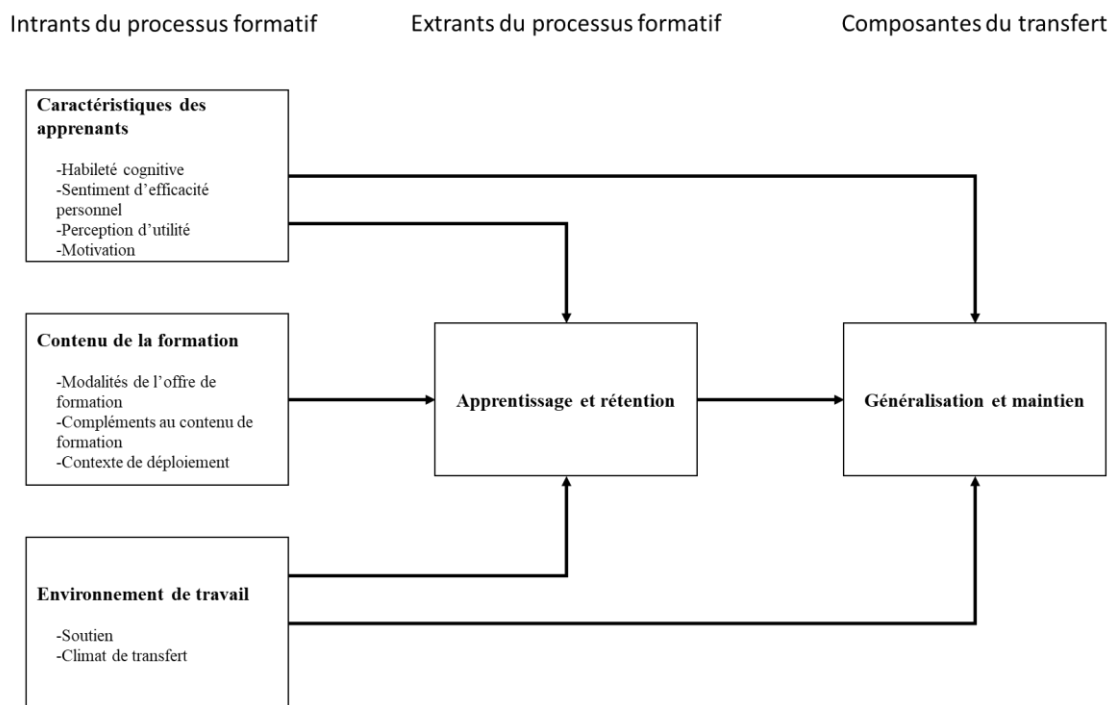 Intrants du processus formatif
Extrants du processus formatif
Composantes du transfert
Caractéristiques des
apprenants
-Habileté cognitive
-Sentiment d'efficacité
personnel
-Perception d'utilité
-Motivation
Contenu de la formation
-Modalités de l'offre de
formation
-Compléments au contenu de
formation
-Contexte de déploiement
Apprentissage et rétention
Généralisation et maintien
Environnement de travail
-Soutien
-Climat de transfert